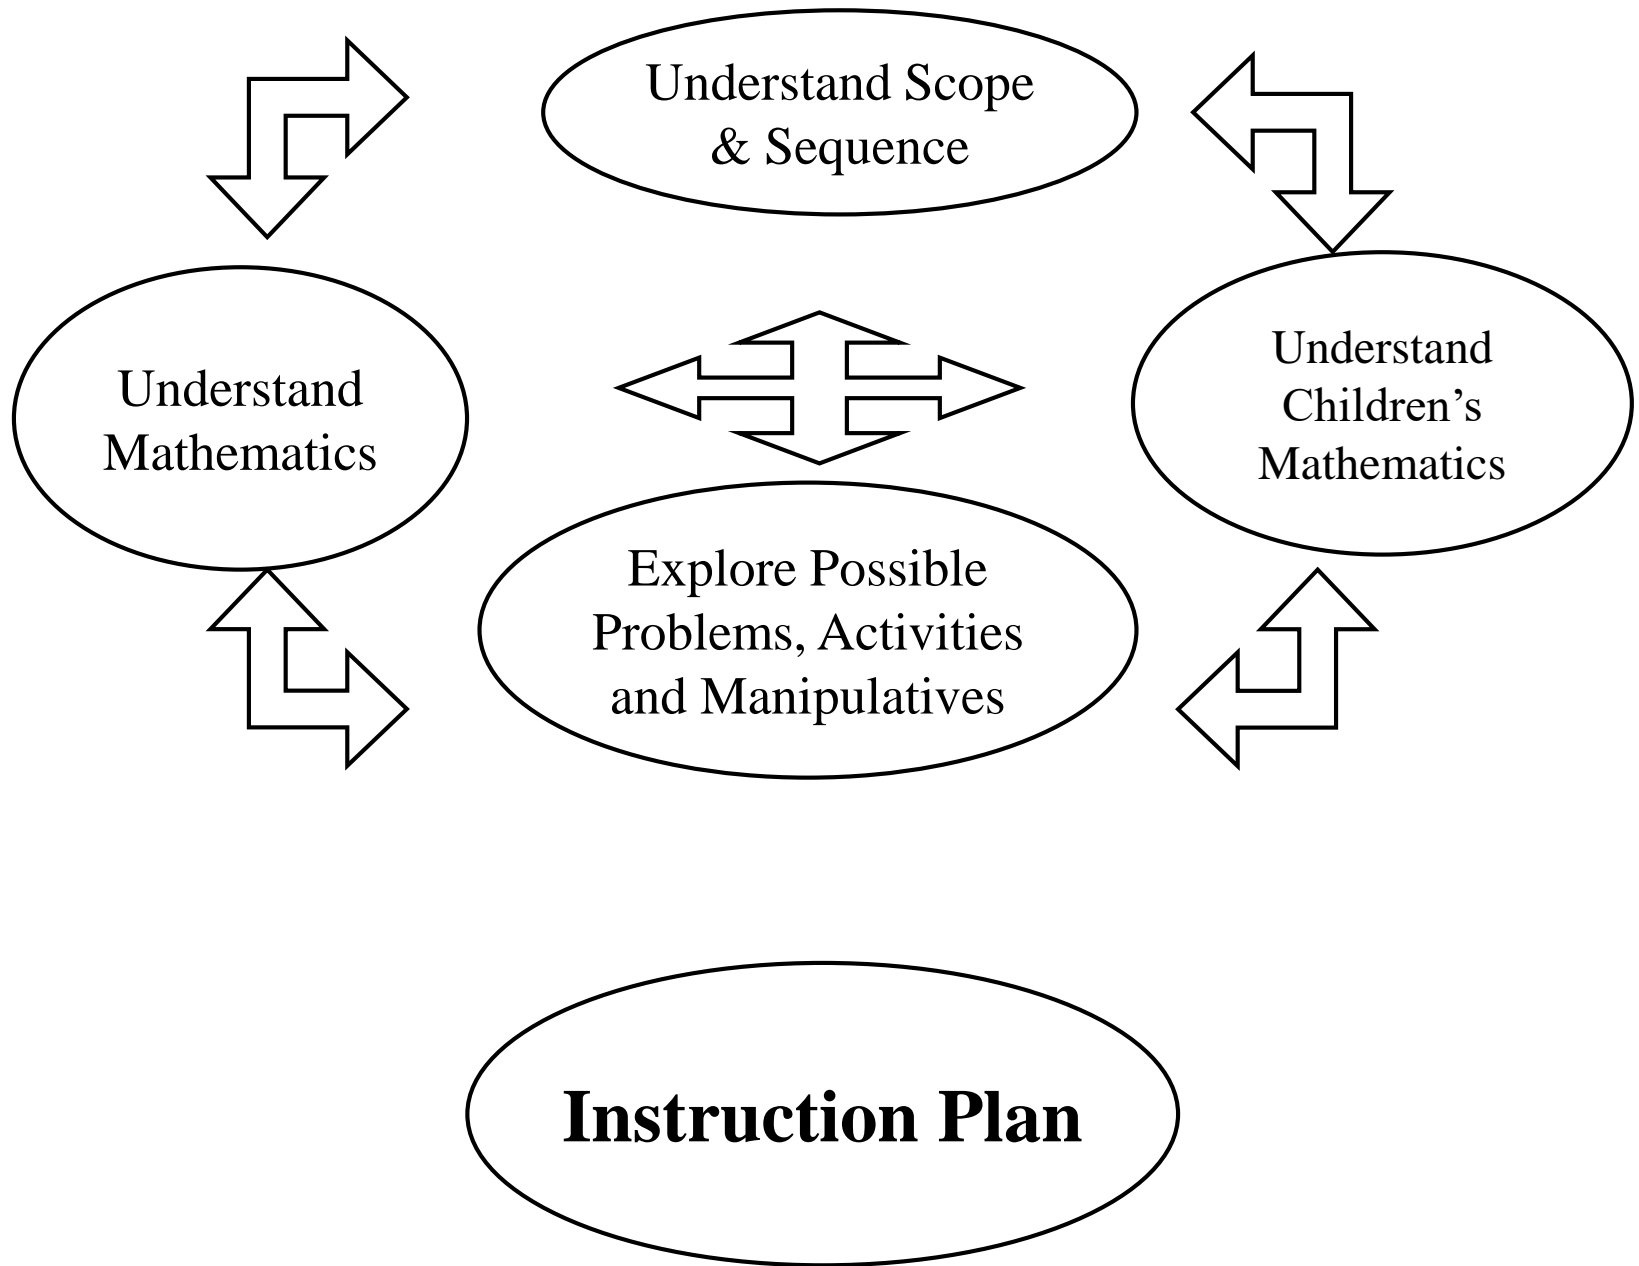 Understand Scope
& Sequence
Understand
Mathematics
Understand
Children’s
Mathematics
Explore Possible
Problems, Activities
and Manipulatives
Instruction Plan